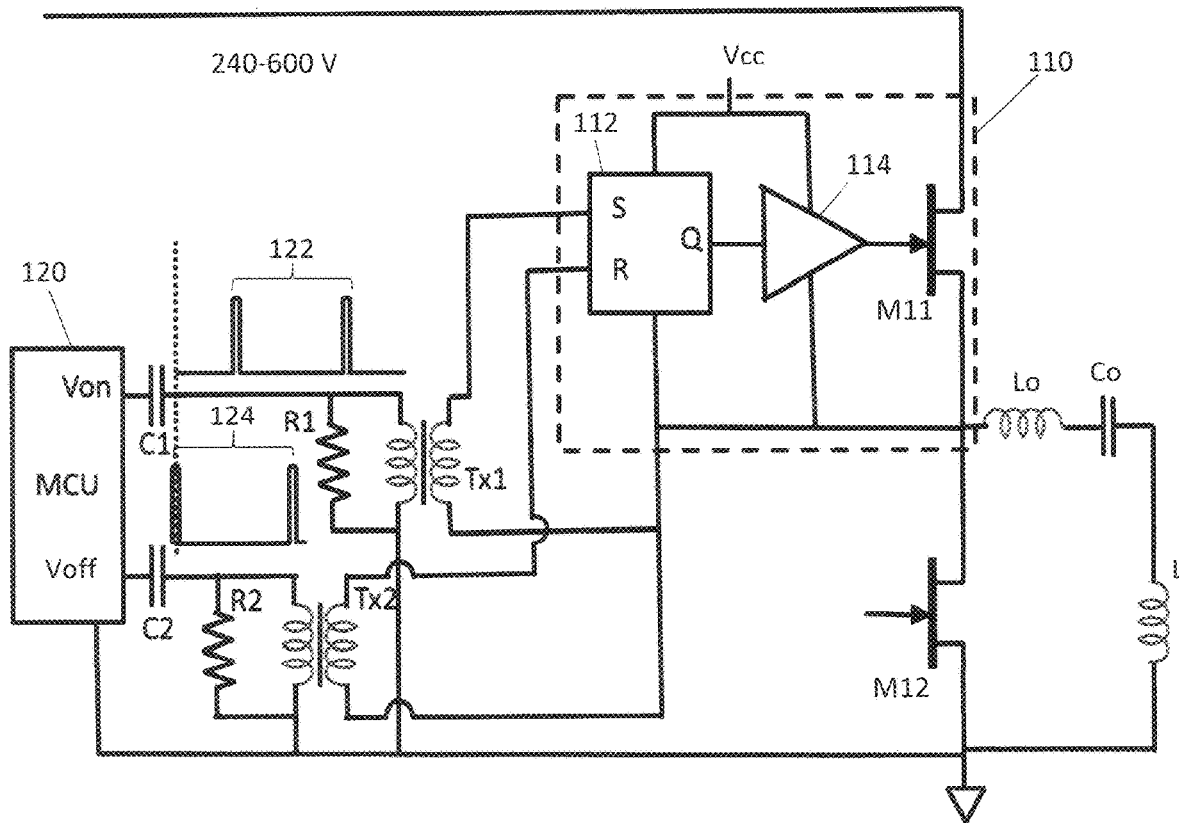 240-600 V
Vcc
110
112
114
S
Q
R
M11
122
120
Von
C1
R1
Tx1
Lo
Co
124
MCU
Voff
C2
R2
Tx2
L
M12